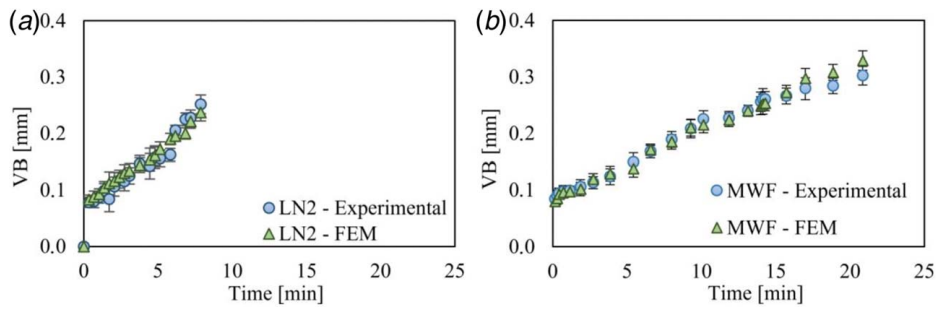 (a)
0.4
0.3
0.2
0.1
0.0
VB [mm]
0 5 10 15 20 25
Time [min]
LN2 - Experimental
LN2 - FEM
(b)
0.4
0.3
0.2
0.1
0.0
VB [mm]
0 5 10 15 20 25
Time [min]
MWF - Experimental
MWF - FEM